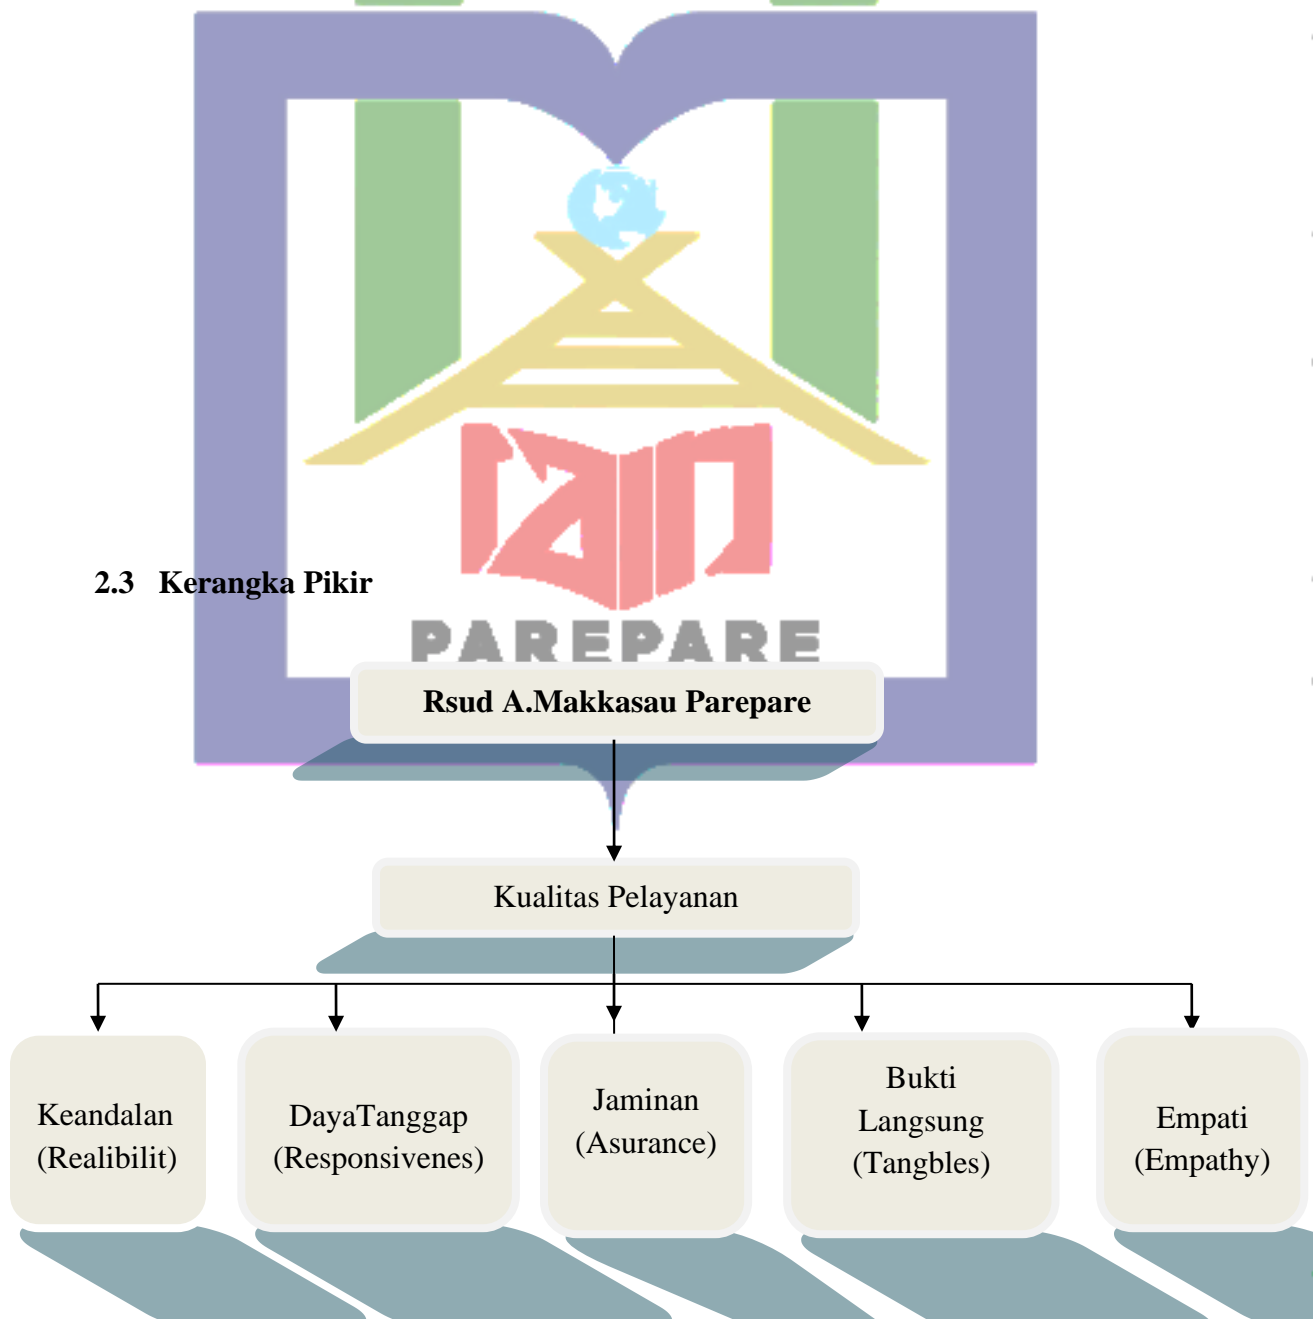 iain
PAREPARE
2.3 Kerangka Pikir
Rsud A.Makkasau Parepare
Kualitas Pelayanan
Keandalan
(Realibilit)
DayaTanggap
(Responsivenes)
Jaminan
(Asurance)
Bukti
Langsung
(Tangbles)
Empati
(Empathy)